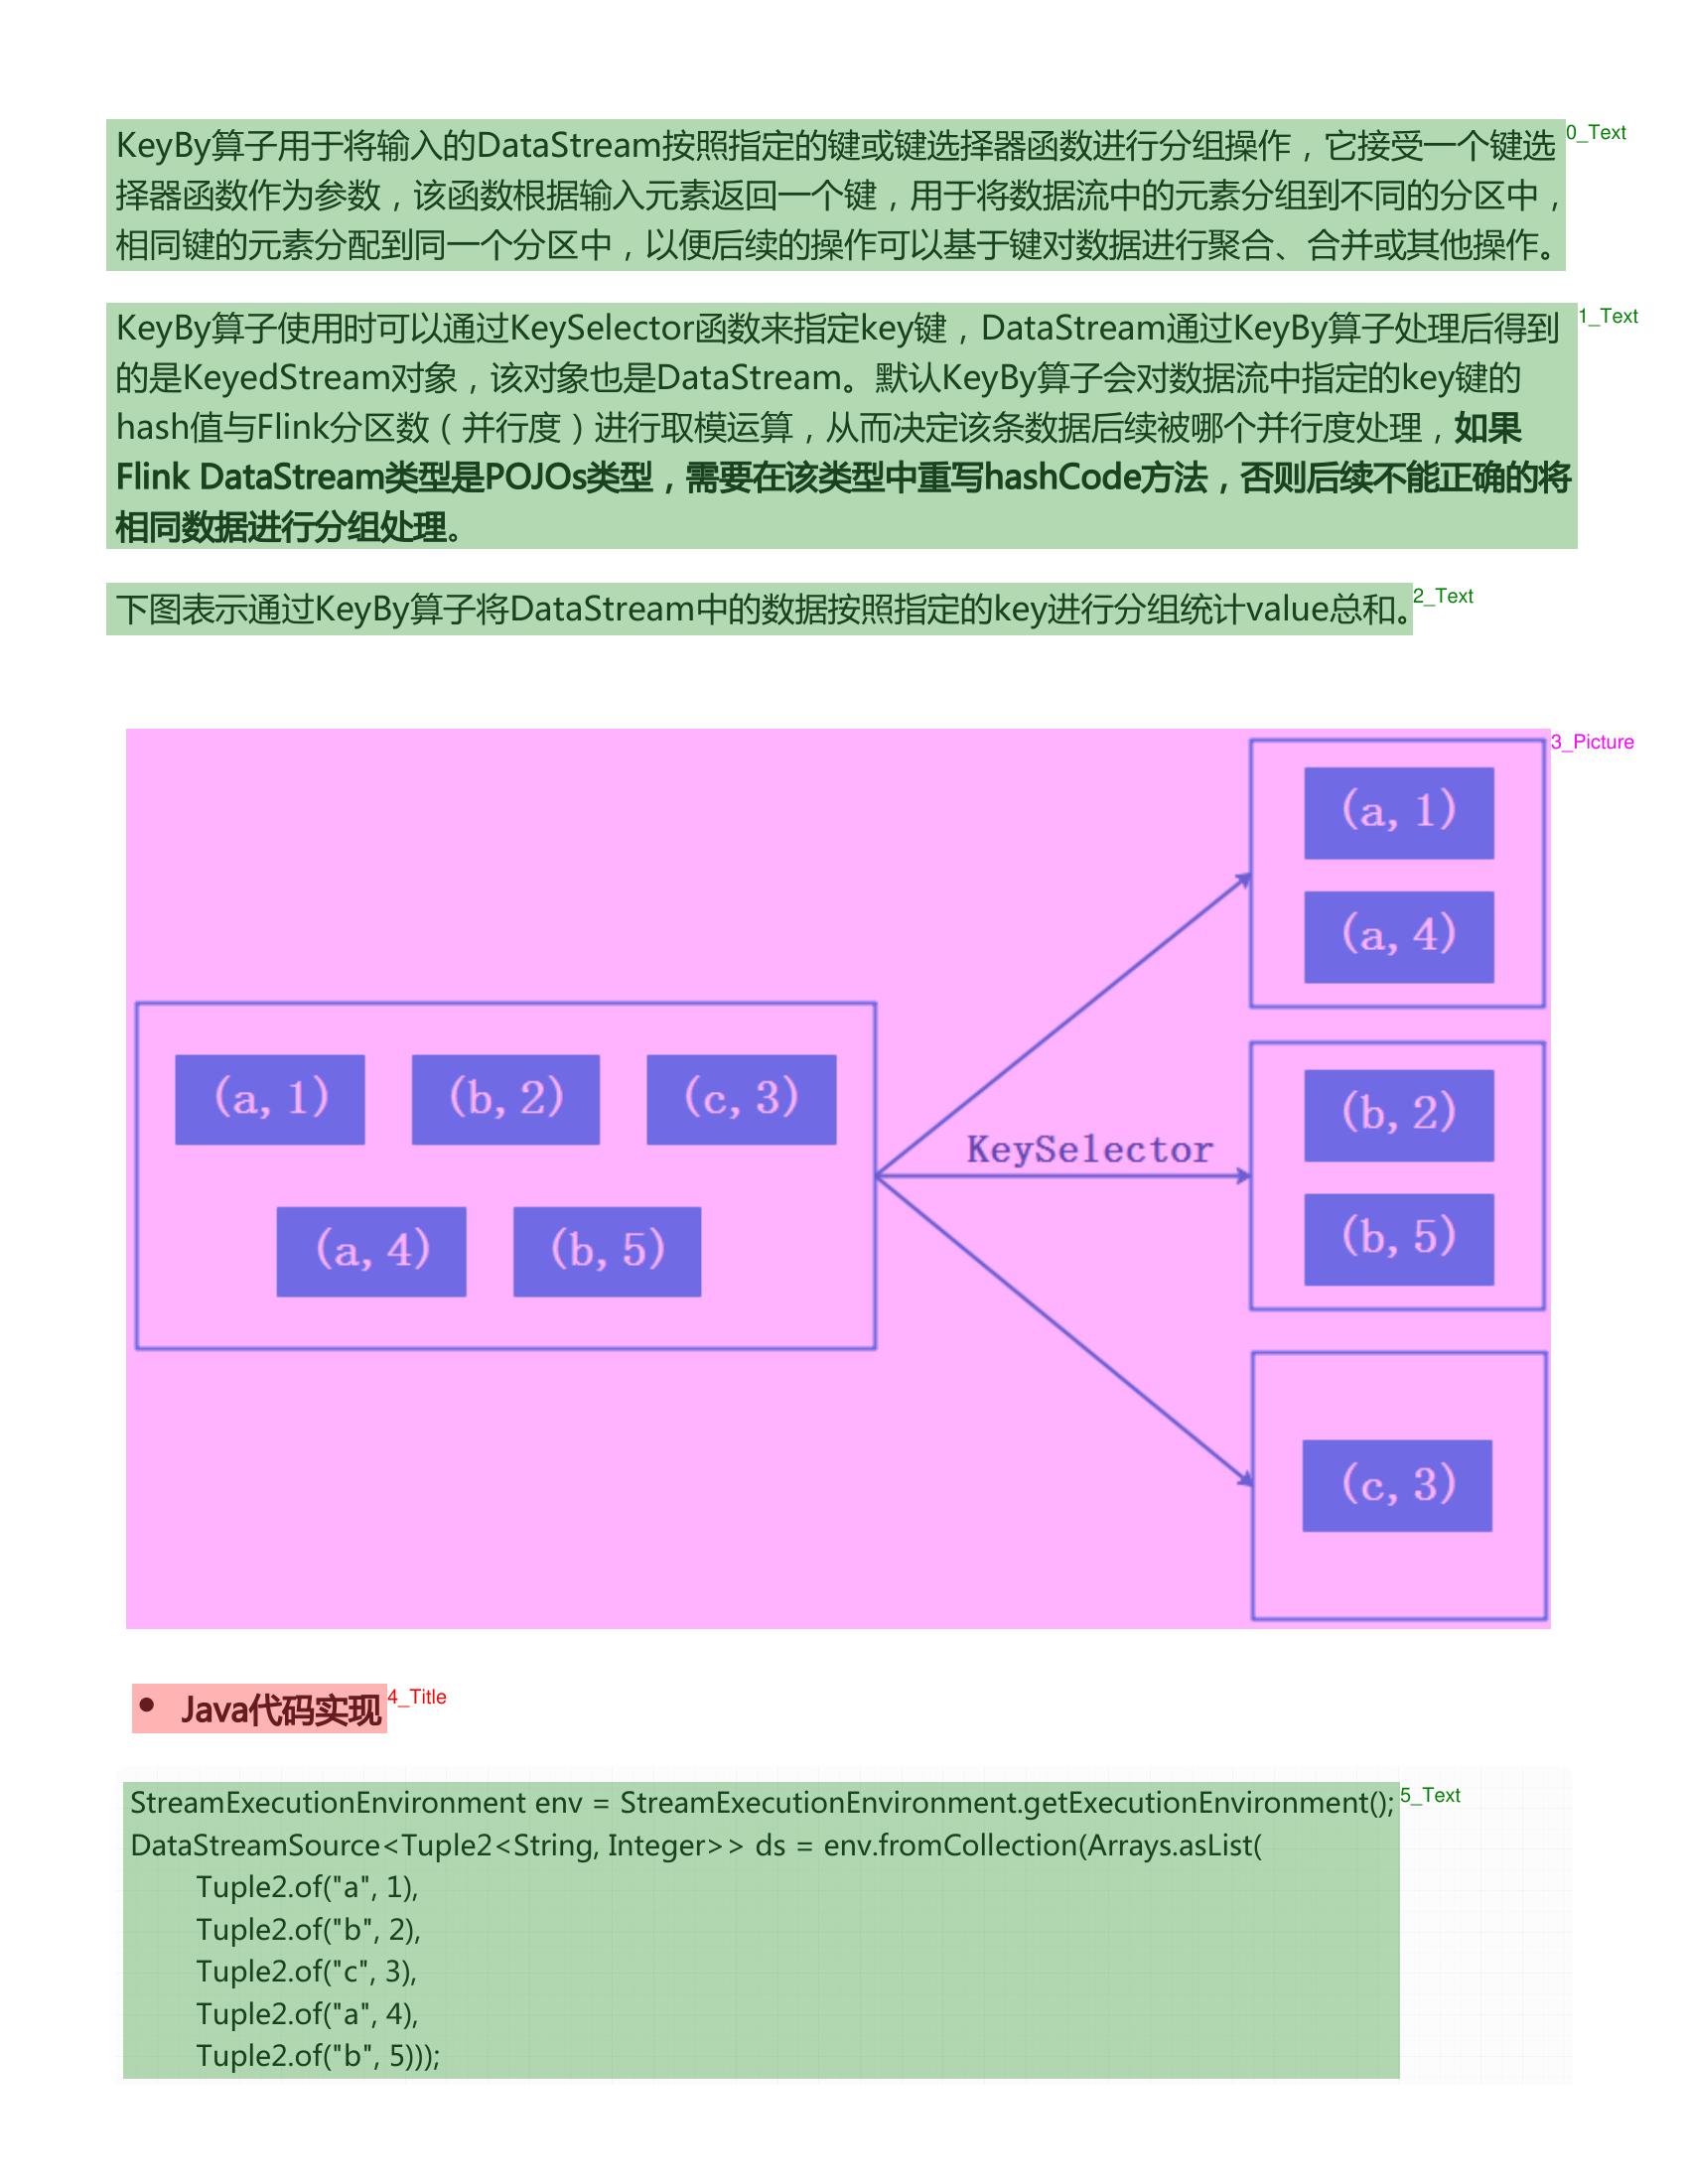 KeyBy算子用于将输入的DataStream按照指定的键或键选择器函数进行分组操作，它接受一个键选
0_Text
择器函数作为参数，该函数根据输入元素返回一个键，用于将数据流中的元素分组到不同的分区中，
相同键的元素分配到同一个分区中，以便后续的操作可以基于键对数据进行聚合、合并或其他操作。
KeyBy算子使用时可以通过KeySelector函数来指定key键，DataStream通过KeyBy算子处理后得到
1_Text
的是KeyedStream对象，该对象也是DataStream。默认KeyBy算子会对数据流中指定的key键的
hash值与Flink分区数（并行度）进行取模运算，从而决定该条数据后续被哪个并行度处理，如果
Flink DataStream类型是POJOs类型，需要在该类型中重写hashCode方法，否则后续不能正确的将
相同数据进行分组处理。
下图表示通过KeyBy算子将DataStream中的数据按照指定的key进行分组统计value总和。
2_Text
3_Picture
(a, 1)
(b, 2)
(c, 3)
(a, 4)
(b, 5)
KeySelector
(a, 1)
(a, 4)
(b, 2)
(b, 5)
(c, 3)
• Java代码实现
4_Title
StreamExecutionEnvironment env = StreamExecutionEnvironment.getExecutionEnvironment();
5_Text
DataStreamSource<Tuple2<String, Integer>> ds = env.fromCollection(Arrays.asList(
Tuple2.of("a", 1),
Tuple2.of("b", 2),
Tuple2.of("c", 3),
Tuple2.of("a", 4),
Tuple2.of("b", 5)));